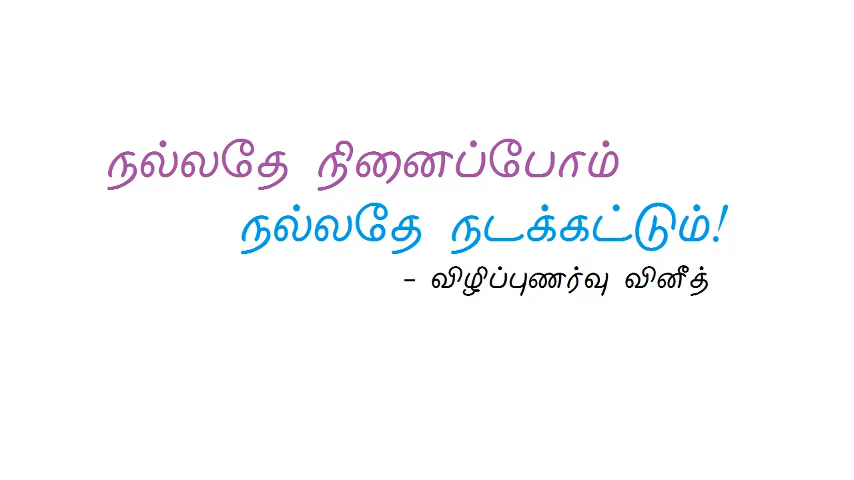 நல்லதே நினைப்போம்
நல்லதே நடக்கட்டும்!
- விழிப்புணர்வு வினீத்